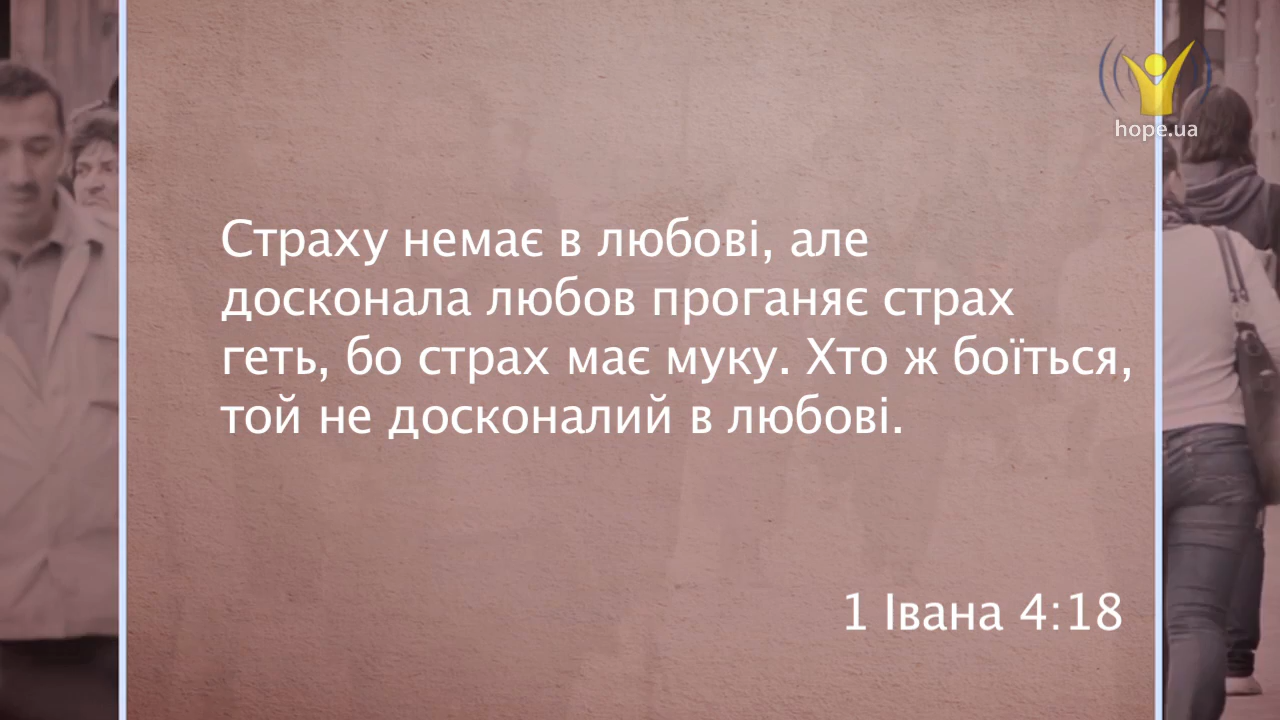 hope.ua
Страху немає в любові, але
досконала любов проганяє страх
геть, бо страх має муку. Хто ж боїться,
той не досконалий в любові.
1 Івана 4:18